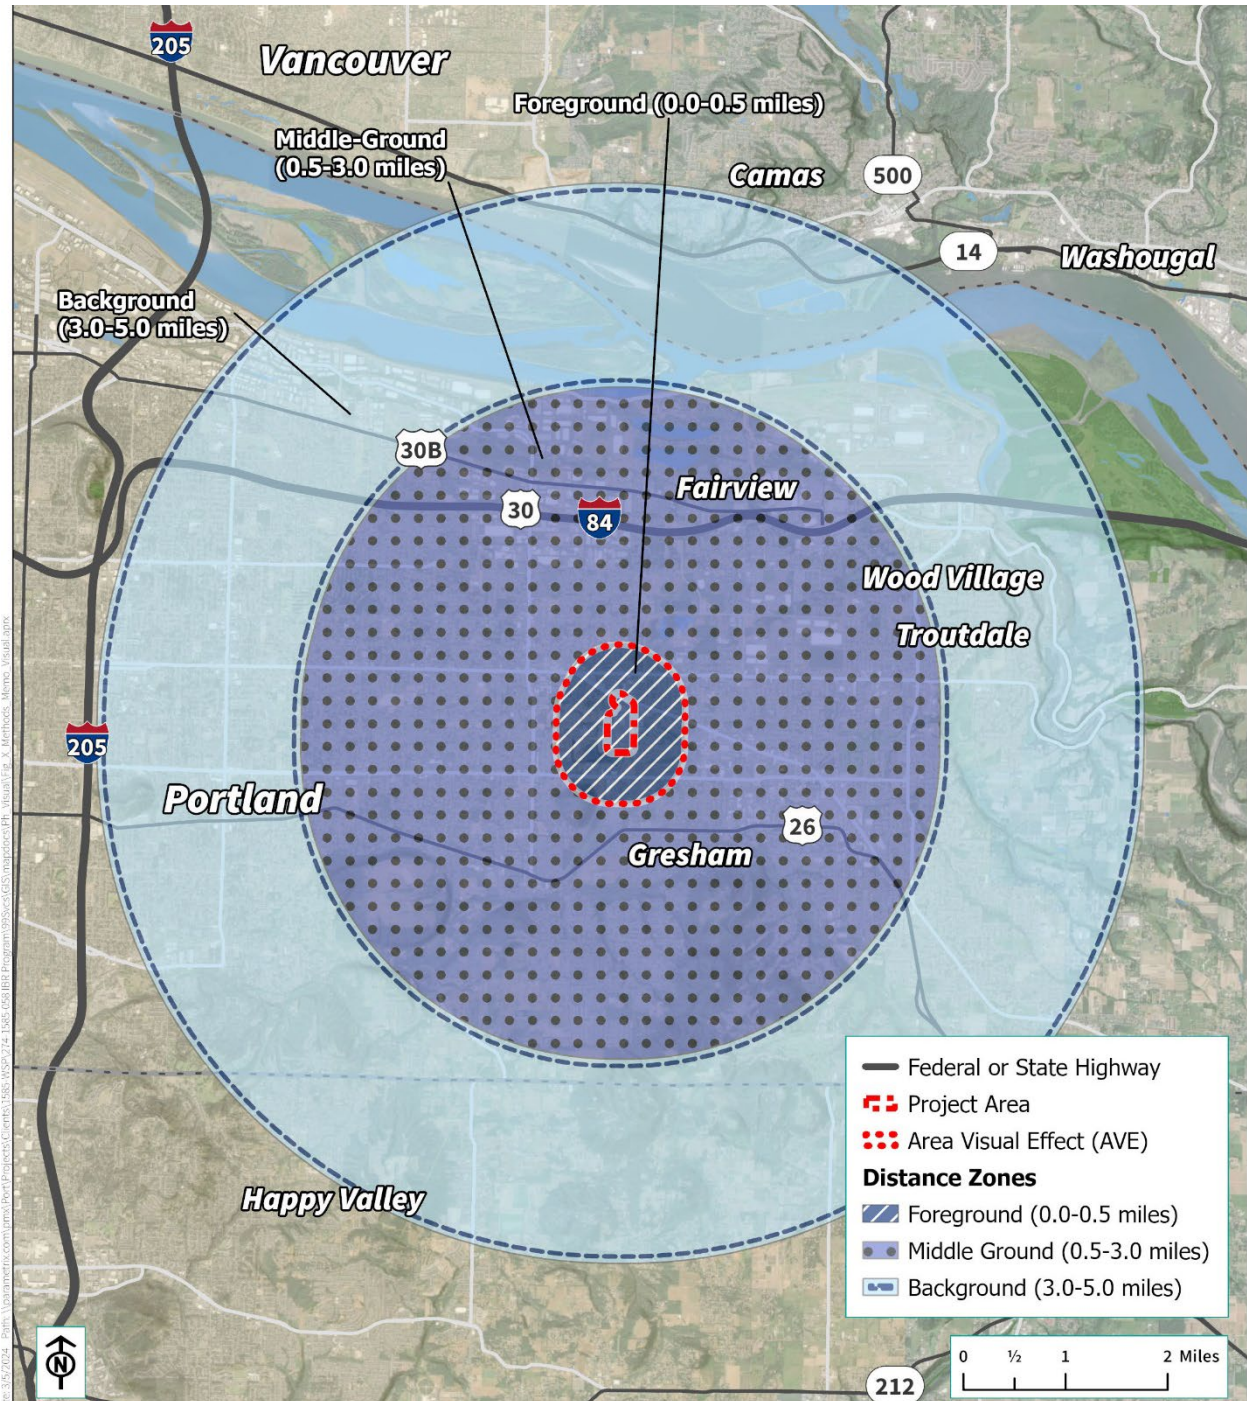 205
Vancouver
Foreground (0.0-0.5 miles)
Middle-Ground
(0.5-3.0 miles)
Camas
500
14
Washougal
Background
(3.0-5.0 miles)
30B
30
84
Fairview
Wood Village
Troutdale
205
Portland
26
Gresham
Happy Valley
Federal or State Highway
Project Area
Area Visual Effect (AVE)
Distance Zones
Foreground (0.0-0.5 miles)
Middle Ground (0.5-3.0 miles)
Background (3.0-5.0 miles)
N
0 ½ 1 2 Miles
212